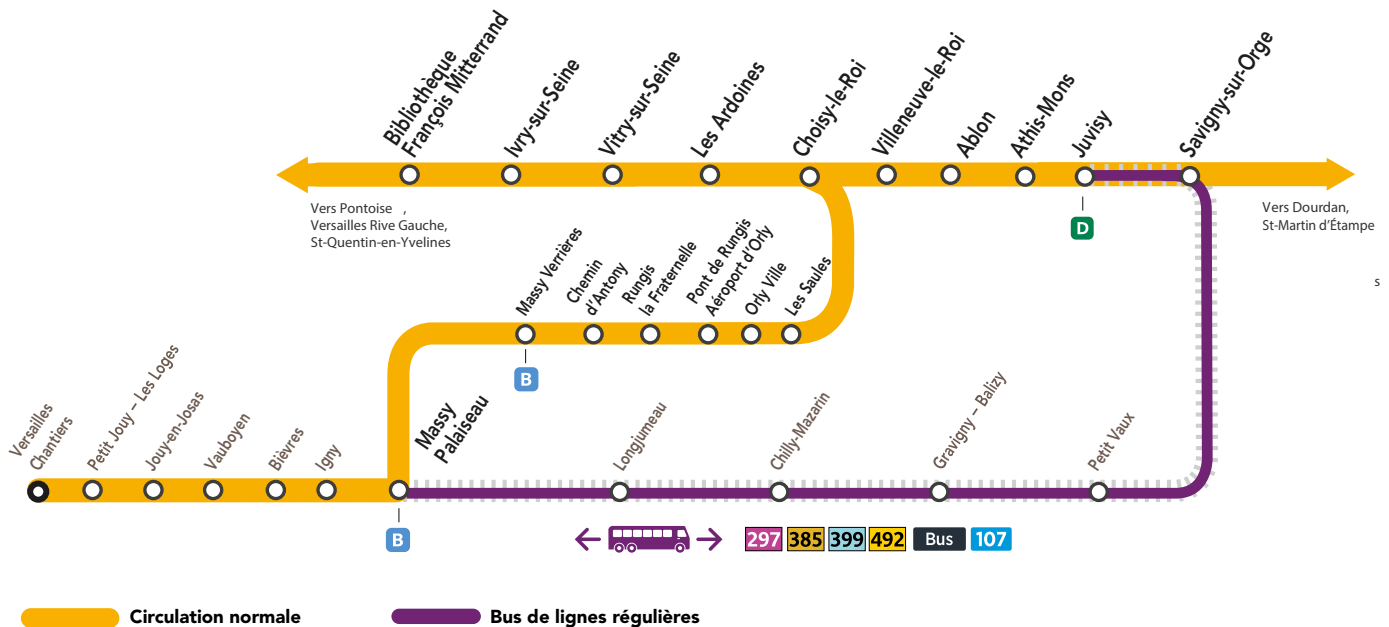 Bibliothèque
François Mitterrand
Ivry-sur-Seine
Vitry-sur-Seine
Les Ardoines
Choisy-le-Roi
Villeneuve-le-Roi
Ablon
Athis-Mons
Juvisy
Savigny-sur-Orge
Vers Pontoise ,
Versailles Rive Gauche,
St-Quentin-en-Yvelines
D
Vers Dourdan,
St-Martin d'Étampe
s
Massy Verrières
Chemin
d'Antony
Rungis
la Fraternelle
Pont de Rungis
Aéroport d'Orly
Orly Ville
Les Saules
B
Versailles
Chantiers
Petit Jouy – Les Loges
Jouy-en-Josas
Vauboyen
Bièvres
Igny
Massy
Palaiseau
Longjumeau
Chilly-Mazarin
Gravigny – Balizy
Petit Vaux
B
297 385 399 492 Bus 107
Circulation normale
Bus de lignes régulières